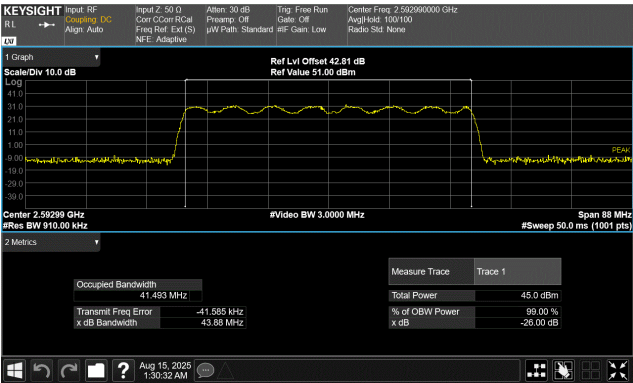 KEYSIGHT Input: RF Input Z: 50 Ω Atten: 30 dB Trig: Free Run Center Freq: 2.592990000 GHz
RL Coupling: DC Corr CCorr RCal Preamp: Off Gate: Off Avg|Hold: 100/100
Align: Auto Freq Ref: Ext (S) µW Path: Standard #IF Gain: Low Radio Std: None
LXI NFE: Adaptive
1 Graph
Ref Lvl Offset 42.81 dB
Scale/Div 10.0 dB Ref Value 51.00 dBm
Log
41.0
31.0
21.0
11.0
1.00
PEAK
-9.00
-19.0
-29.0
-39.0
Center 2.59299 GHz #Video BW 3.0000 MHz Span 88 MHz
#Res BW 910.00 kHz #Sweep 50.0 ms (1001 pts)
2 Metrics
Measure Trace Trace 1
Occupied Bandwidth
41.493 MHz Total Power 45.0 dBm
Transmit Freq Error -41.585 kHz % of OBW Power 99.00 %
x dB Bandwidth 43.88 MHz x dB -26.00 dB
? Aug 15, 2025
1:30:32 AM